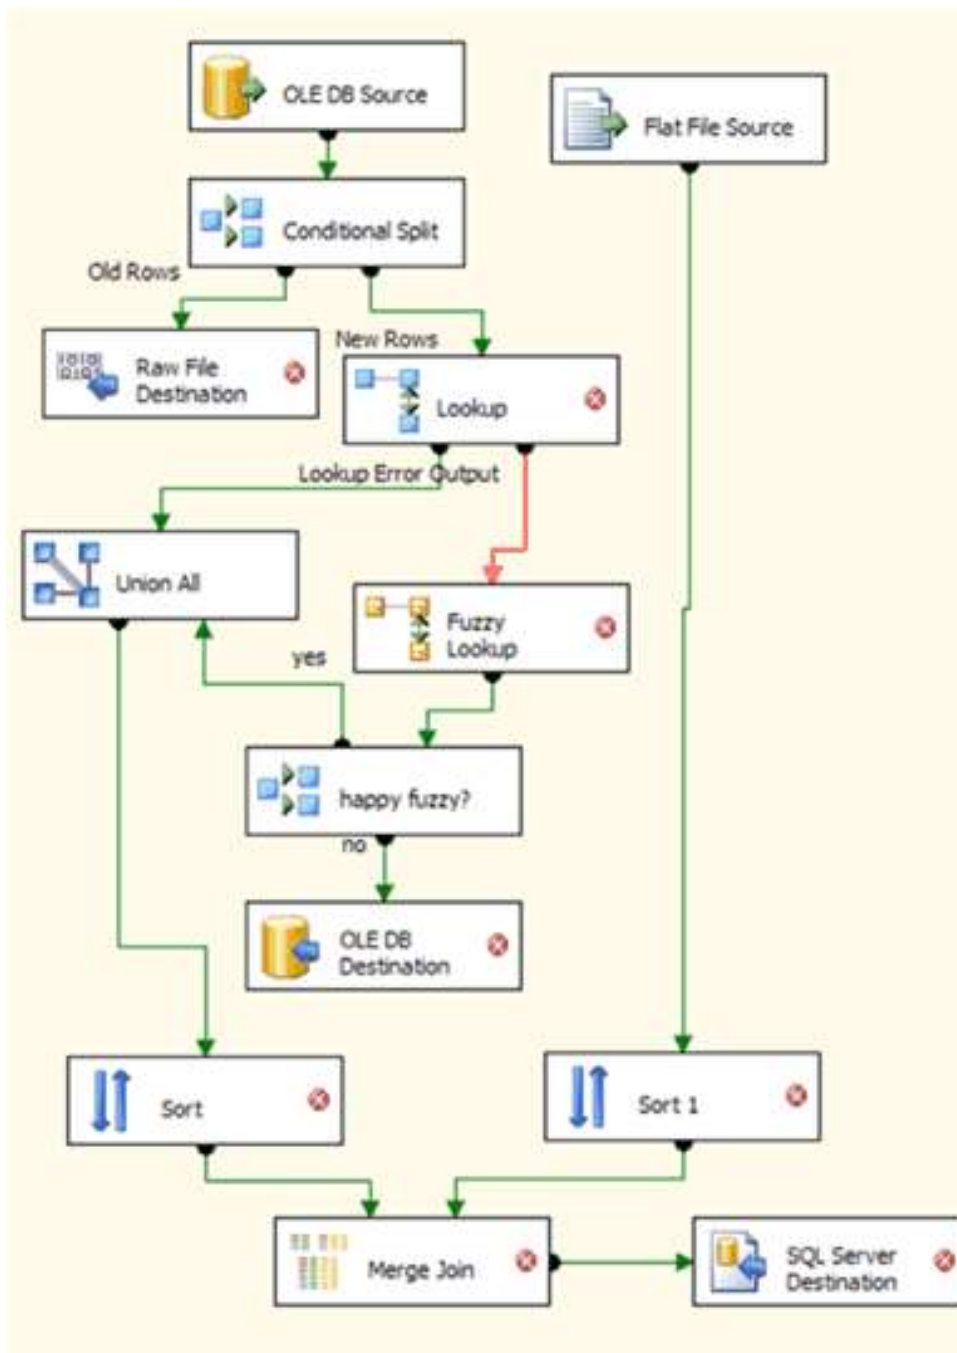 OLE DB Source
Flat File Source
Conditional Split
Old Rows
New Rows
Raw File
Destination
Lookup
Lookup Error Output
Union All
Fuzzy
Lookup
yes
happy fuzzy?
no
OLE DB
Destination
Sort
Sort 1
Merge Join
SQL Server
Destination